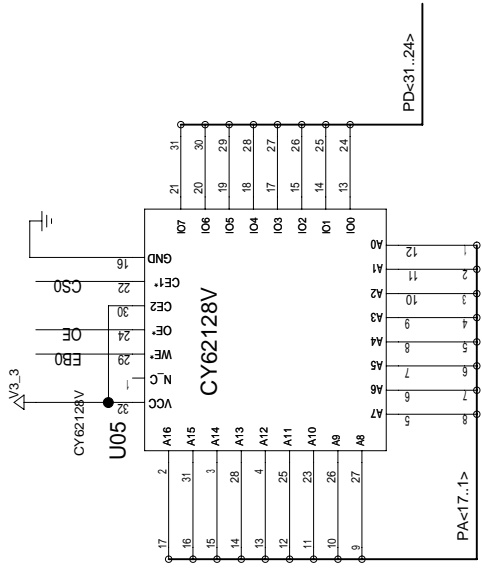 PD<31..24>
31 30 29 28 27 26 25 24
21 20 19 18 17 15 14 13
IO7 IO6 IO5 IO4 IO3 IO2 IO1 IO0
GND 16
CE1* 22 CS0
CE2 30
OE* 24 OE
WE* 29 EB0
N_C 1
VCC 32
V3_3
CY62128V
U05
CY62128V
A0 12 1
A1 11 2
A2 10 3
A3 9 4
A4 8 5
A5 7 6
A6 6 7
A7 5 8
A16 A15 A14 A13 A12 A11 A10 A9 A8
2 31 3 28 4 25 23 26 27
17 16 15 14 13 12 11 10 9
PA<17..1>